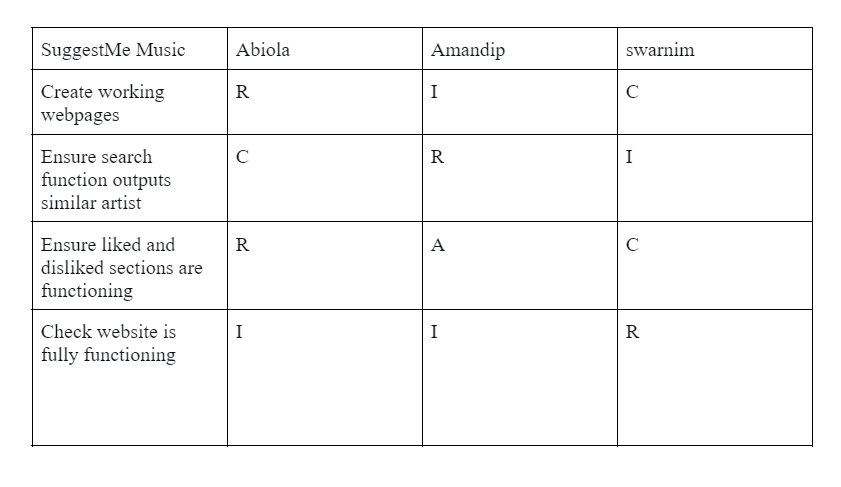 SuggestMe Music Abiola Amandip swarnim
Create working R I C
webpages
Ensure search C R I
function outputs
similar artist
Ensure liked and R A C
disliked sections are
functioning
Check website is I I R
fully functioning